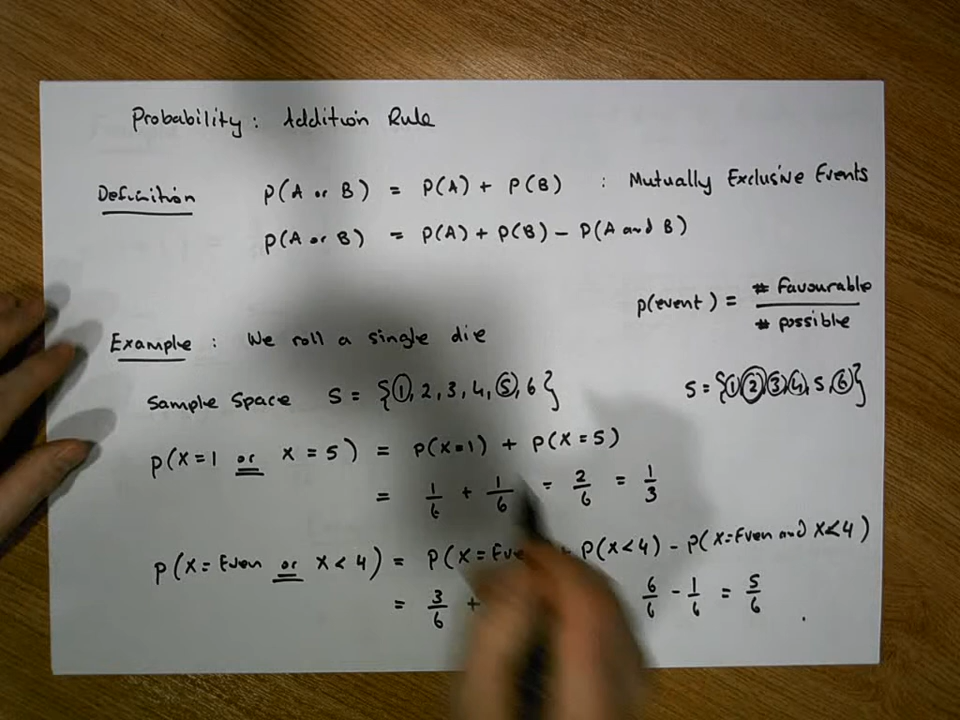 Probability: Addition Rule
Definition P(A or B) = P(A) + P(B) : Mutually Exclusive Events
P(A or B) = P(A) + P(B) - P(A and B)
P(event) = # Favourable / # possible
Example : We roll a single die
Sample Space S = {1, 2, 3, 4, 5, 6}
S = {1, 2, 3, 4, 5, 6}
P(X=1 or X=5) = P(X=1) + P(X=5)
= 1/6 + 1/6 = 2/6 = 1/3
P(X=Even or X<4) = P(X=Eve P(X<4) - P(X=Even and X<4)
= 3/6 + 6/6 - 1/6 = 5/6